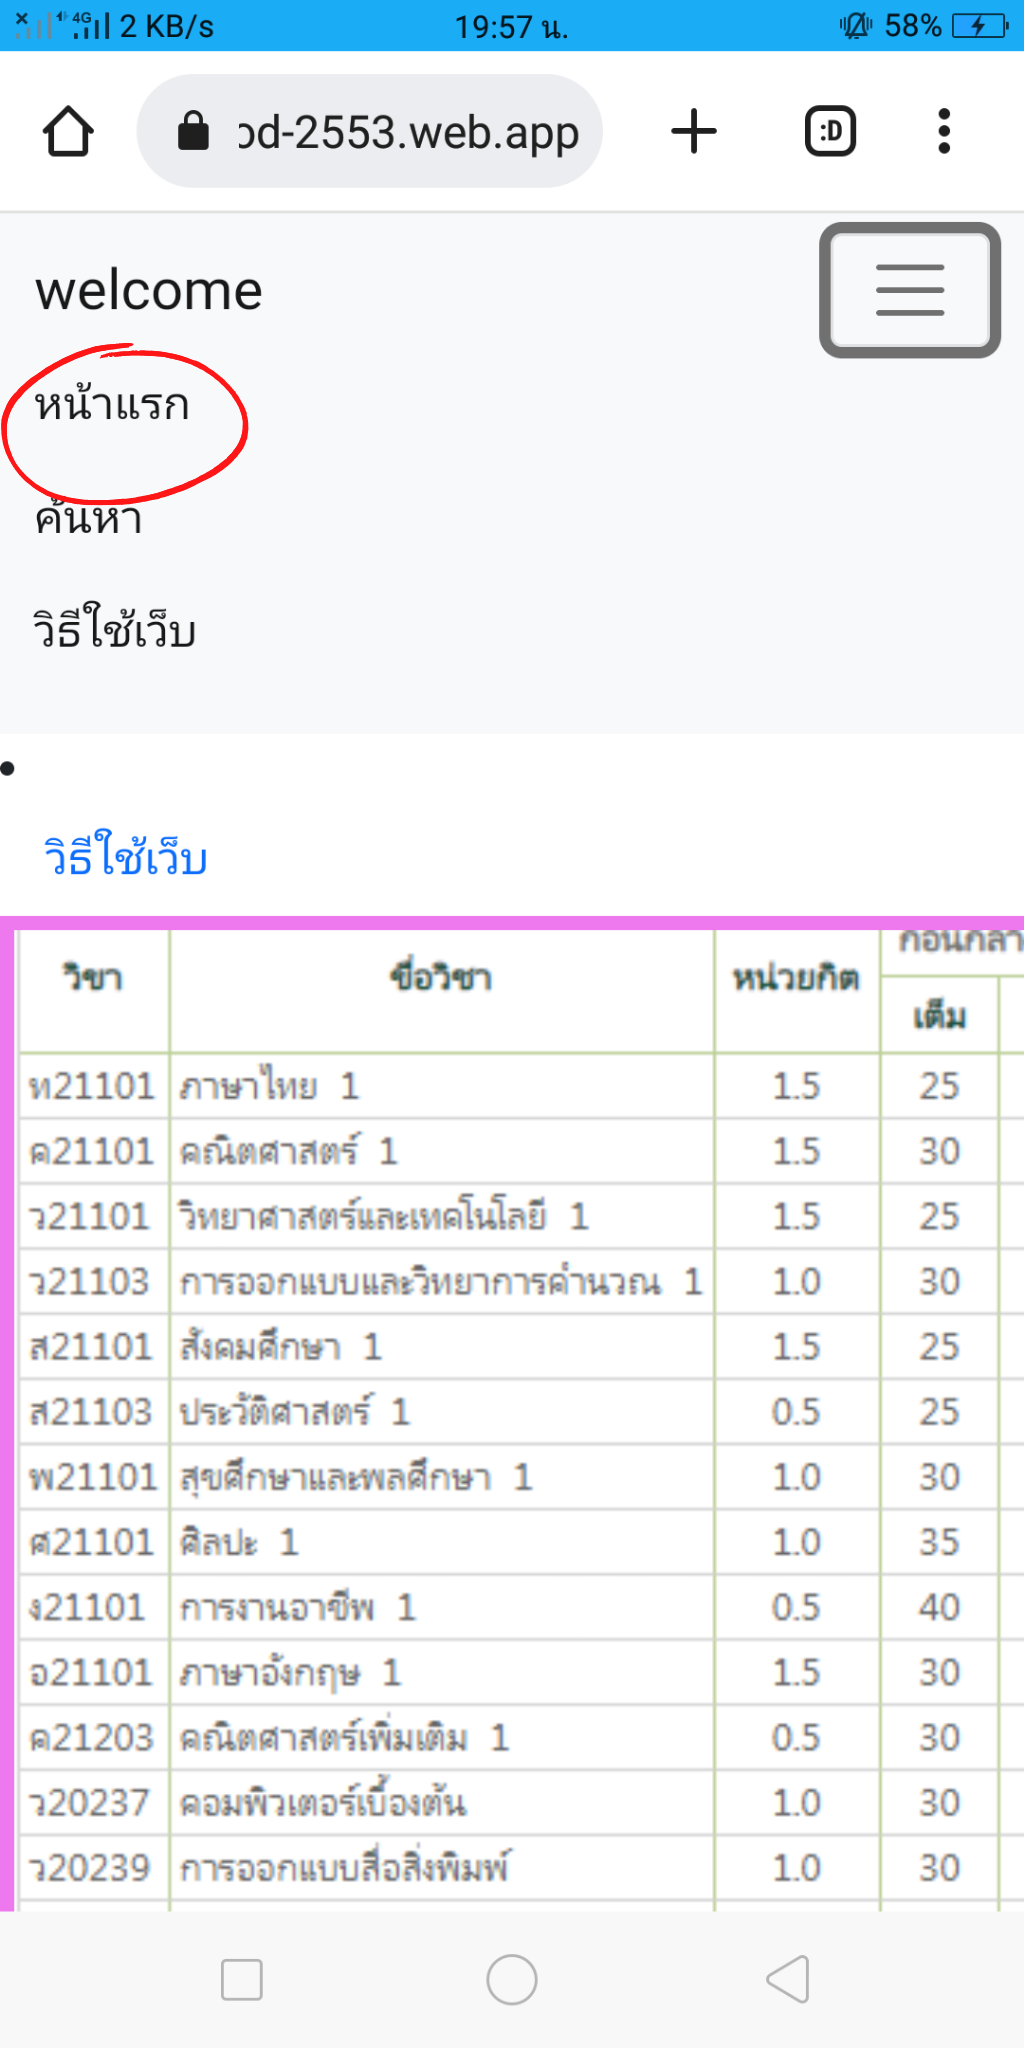 4G 2 KB/s 19:57 น. 58%
od-2553.web.app :D
welcome
หน้าแรก
ค้นหา
วิธีใช้เว็บ
วิธีใช้เว็บ
วิชา ชื่อวิชา หน่วยกิต ก่อนกลา
เต็ม
ท21101 ภาษาไทย 1 1.5 25
ค21101 คณิตศาสตร์ 1 1.5 30
ว21101 วิทยาศาสตร์และเทคโนโลยี 1 1.5 25
ว21103 การออกแบบและวิทยาการคำนวณ 1 1.0 30
ส21101 สังคมศึกษา 1 1.5 25
ส21103 ประวัติศาสตร์ 1 0.5 25
พ21101 สุขศึกษาและพลศึกษา 1 1.0 30
ศ21101 ศิลปะ 1 1.0 35
ง21101 การงานอาชีพ 1 0.5 40
อ21101 ภาษาอังกฤษ 1 1.5 30
ค21203 คณิตศาสตร์เพิ่มเติม 1 0.5 30
ว20237 คอมพิวเตอร์เบื้องต้น 1.0 30
ว20239 การออกแบบสื่อสิ่งพิมพ์ 1.0 30